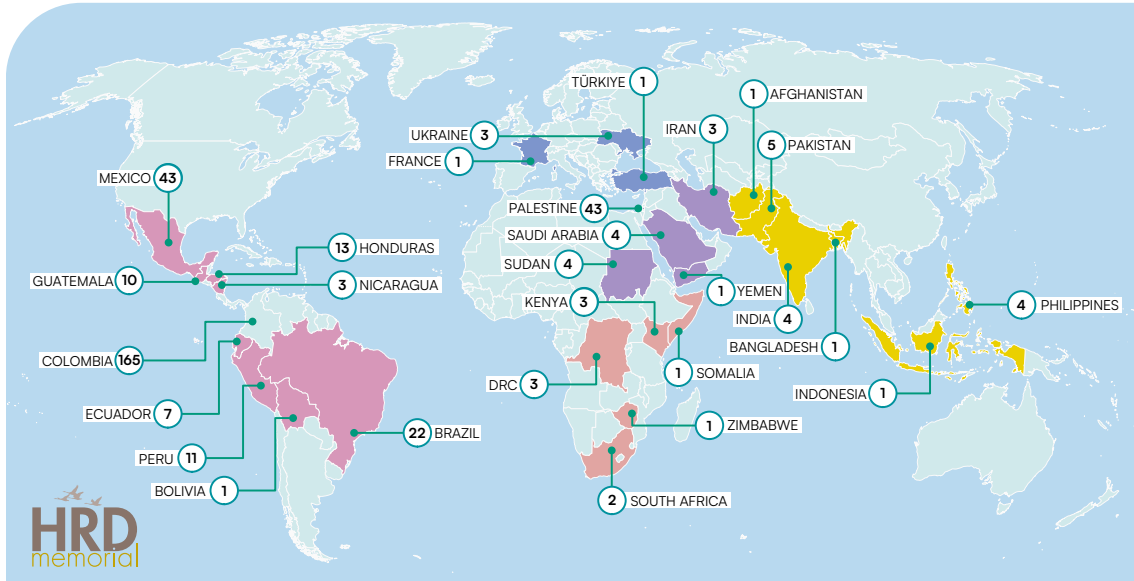 TÜRKIYE 1
1 AFGHANISTAN
UKRAINE 3
IRAN 3
5 PAKISTAN
FRANCE 1
MEXICO 43
PALESTINE 43
SAUDI ARABIA 4
13 HONDURAS
SUDAN 4
GUATEMALA 10
3 NICARAGUA
1 YEMEN
KENYA 3
4 PHILIPPINES
INDIA 4
BANGLADESH 1
COLOMBIA 165
1 SOMALIA
DRC 3
INDONESIA 1
ECUADOR 7
1 ZIMBABWE
22 BRAZIL
PERU 11
BOLIVIA 1
2 SOUTH AFRICA
HRD
memorial